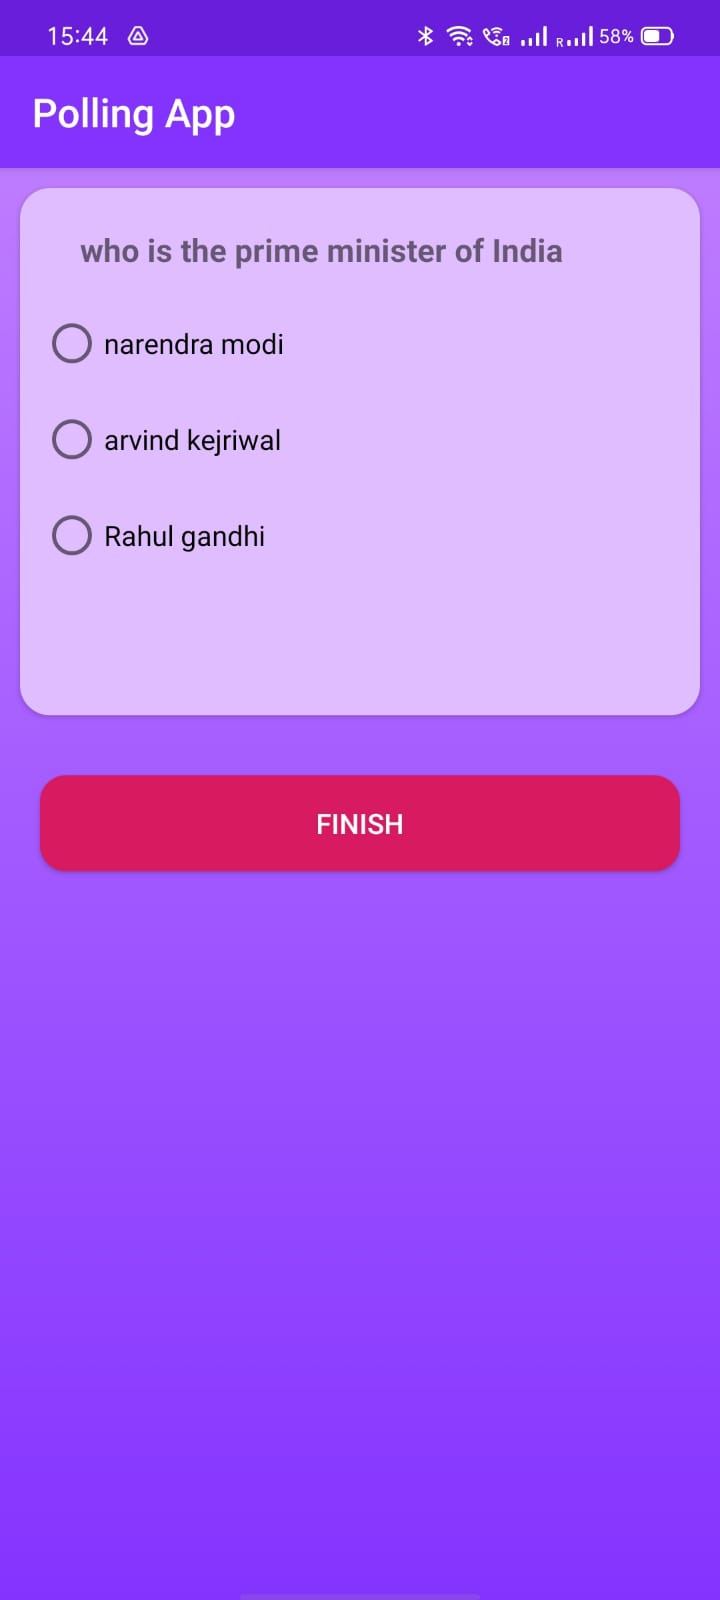 15:44 R 58%
Polling App
who is the prime minister of India
narendra modi
arvind kejriwal
Rahul gandhi
FINISH